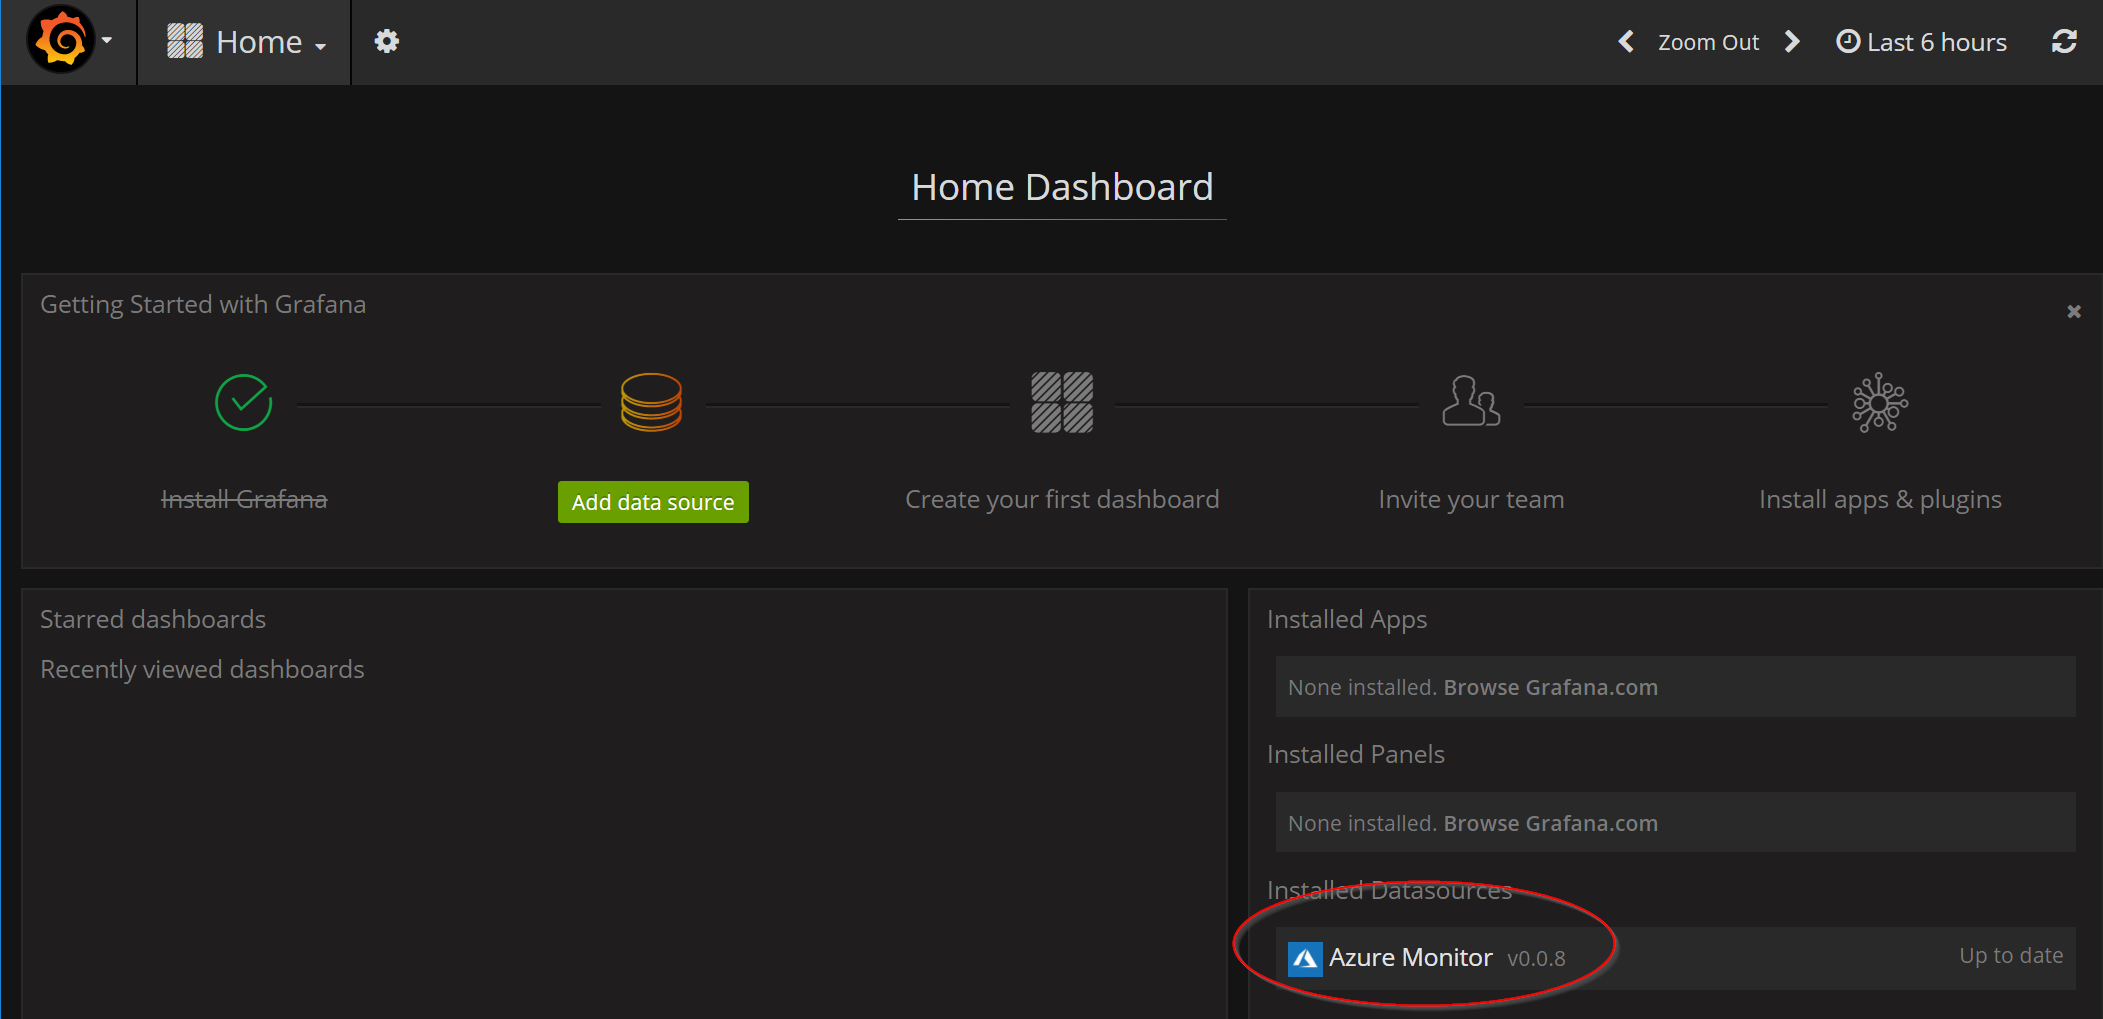 Home
Zoom Out
Last 6 hours
Home Dashboard
Getting Started with Grafana
Install Grafana
Add data source
Create your first dashboard
Invite your team
Install apps & plugins
Starred dashboards
Recently viewed dashboards
Installed Apps
None installed. Browse Grafana.com
Installed Panels
None installed. Browse Grafana.com
Installed Datasources
Azure Monitor v0.0.8
Up to date